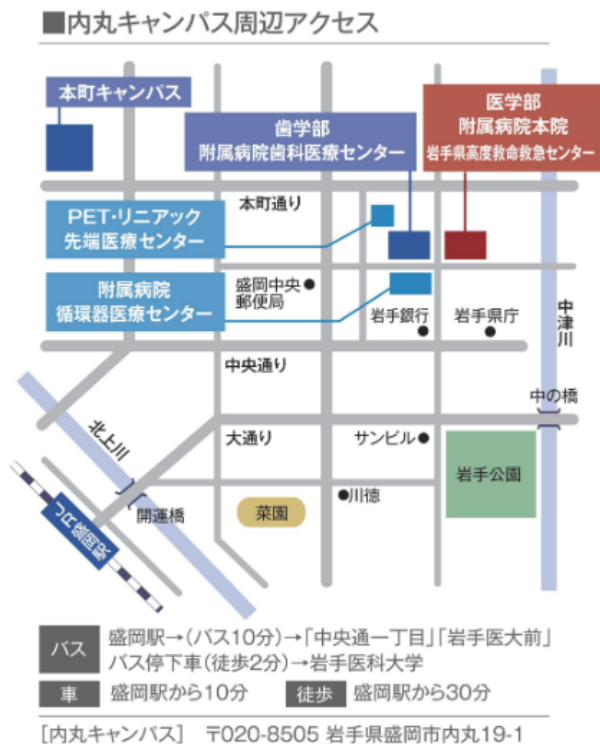 ■内丸キャンパス周辺アクセス
本町キャンパス
医学部
附属病院本院
岩手県高度救命救急センター
歯学部
附属病院歯科医療センター
本町通り
PET・リニアック
先端医療センター
附属病院
循環器医療センター
盛岡中央
郵便局
岩手銀行
岩手県庁
中津川
中央通り
中の橋
北上川
大通り
サンビル
岩手公園
川徳
開運橋
菜園
JR盛岡駅
バス
盛岡駅→(バス10分)→「中央通一丁目」「岩手医大前」
バス停下車(徒歩2分)→岩手医科大学
車 盛岡駅から10分 徒歩 盛岡駅から30分
[内丸キャンパス] 〒020-8505 岩手県盛岡市内丸19-1